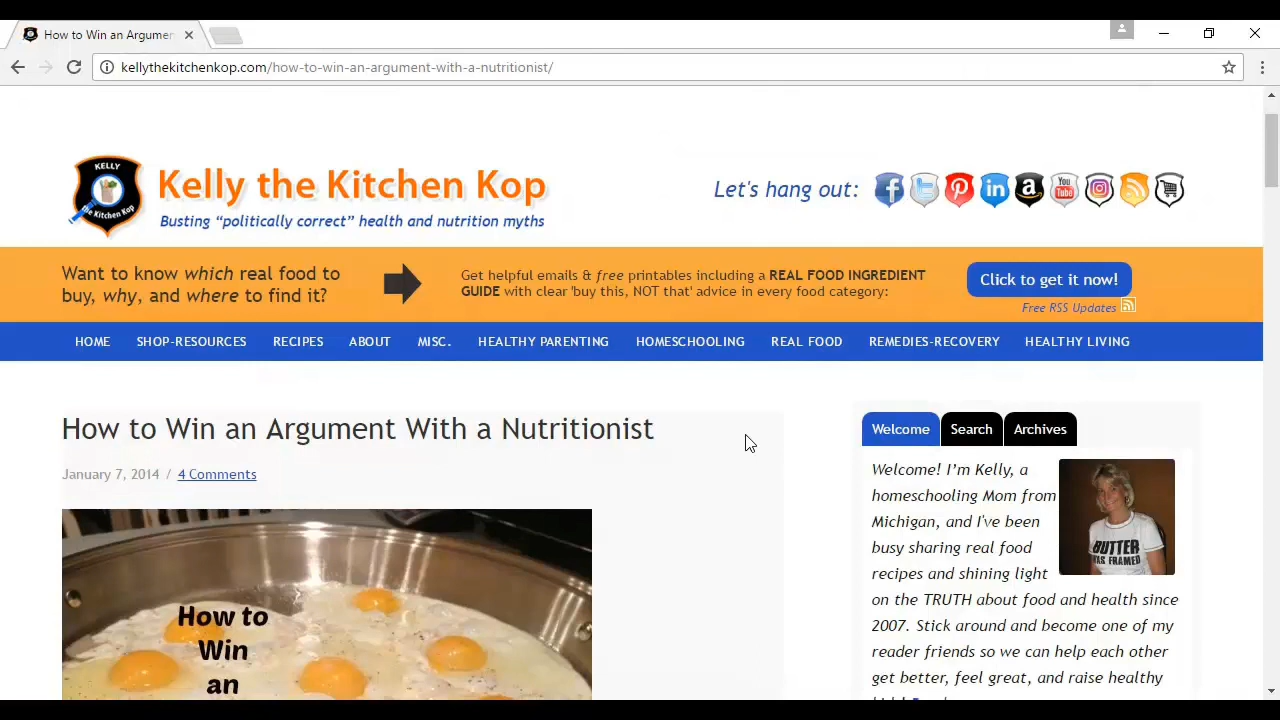 How to Win an Argumen
kellythekitchenkop.com/how-to-win-an-argument-with-a-nutritionist/
KELLY
the Kitchen Kop
Kelly the Kitchen Kop
Busting “politically correct” health and nutrition myths
Let's hang out:
You
Tube
Want to know which real food to
buy, why, and where to find it?
Get helpful emails & free printables including a REAL FOOD INGREDIENT
GUIDE with clear 'buy this, NOT that' advice in every food category:
Click to get it now!
Free RSS Updates
HOME SHOP-RESOURCES RECIPES ABOUT MISC. HEALTHY PARENTING HOMESCHOOLING REAL FOOD REMEDIES-RECOVERY HEALTHY LIVING
How to Win an Argument With a Nutritionist
January 7, 2014 / 4 Comments
How to
Win
an
Welcome Search Archives
Welcome! I’m Kelly, a
homeschooling Mom from
Michigan, and I've been
busy sharing real food
recipes and shining light
on the TRUTH about food and health since
2007. Stick around and become one of my
reader friends so we can help each other
get better, feel great, and raise healthy
BUTTER
WAS FRAMED